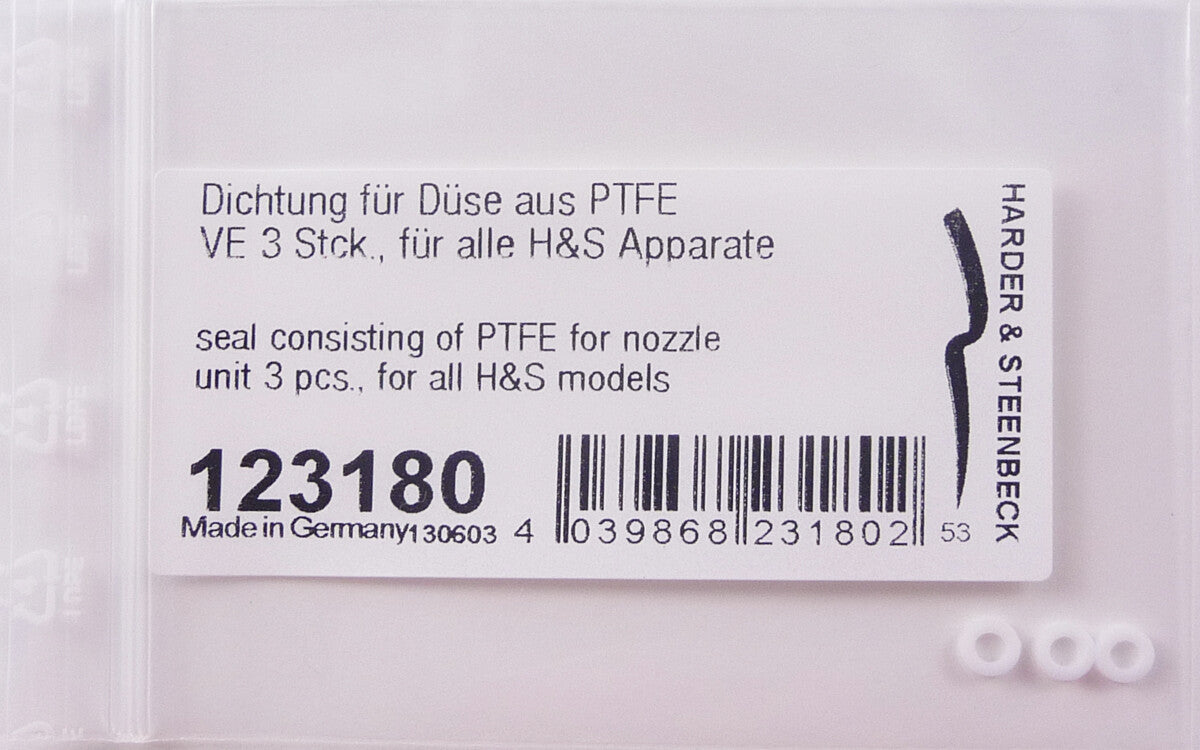 Dichtung für Düse aus PTFE
VE 3 Stck., für alle H&S Apparate
seal consisting of PTFE for nozzle
unit 3 pcs., for all H&S models
123180
Made in Germany130603
4 039868 231802 53
HARDER & STEENBECK